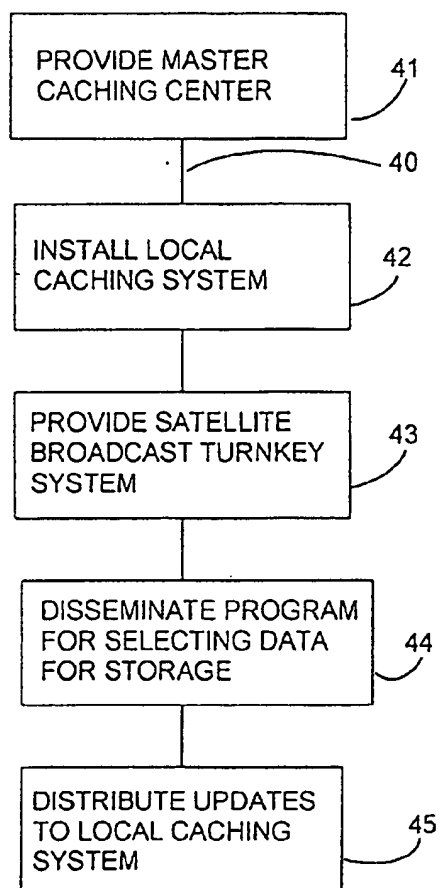 PROVIDE MASTER
CACHING CENTER
41
40
INSTALL LOCAL
CACHING SYSTEM
42
PROVIDE SATELLITE
BROADCAST TURNKEY
SYSTEM
43
DISSEMINATE PROGRAM
FOR SELECTING DATA
FOR STORAGE
44
DISTRIBUTE UPDATES
TO LOCAL CACHING
SYSTEM
45